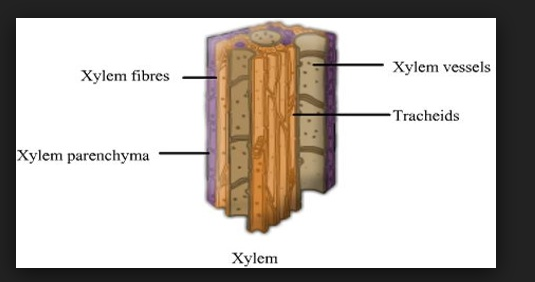 Xylem fibres
Xylem vessels
Tracheids
Xylem parenchyma
Xylem